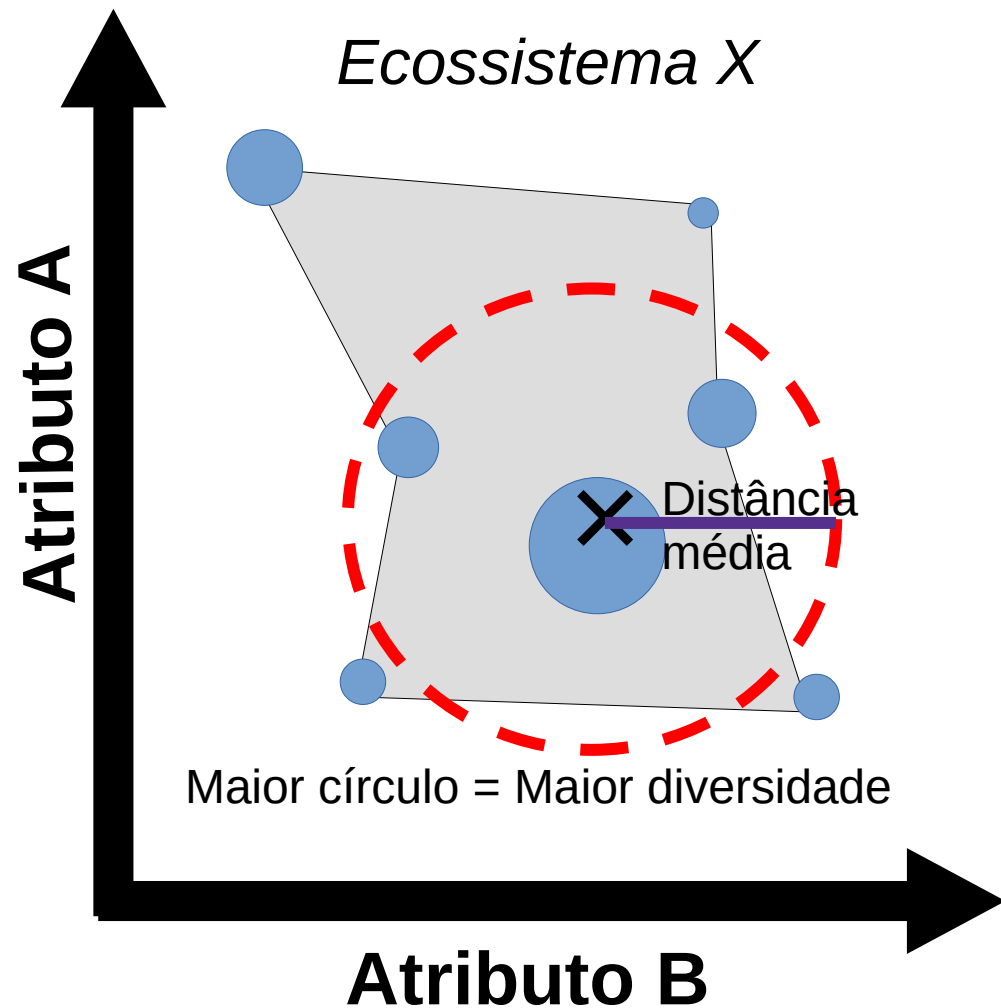 Ecossistema X
Atributo A
Distância
média
Maior círculo = Maior diversidade
Atributo B